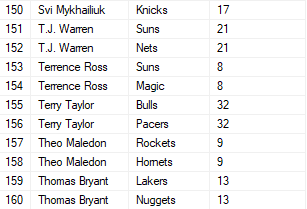 150 Svi Mykhailiuk Knicks 17
151 T.J. Warren Suns 21
152 T.J. Warren Nets 21
153 Terrence Ross Suns 8
154 Terrence Ross Magic 8
155 Terry Taylor Bulls 32
156 Terry Taylor Pacers 32
157 Theo Maledon Rockets 9
158 Theo Maledon Hornets 9
159 Thomas Bryant Lakers 13
160 Thomas Bryant Nuggets 13